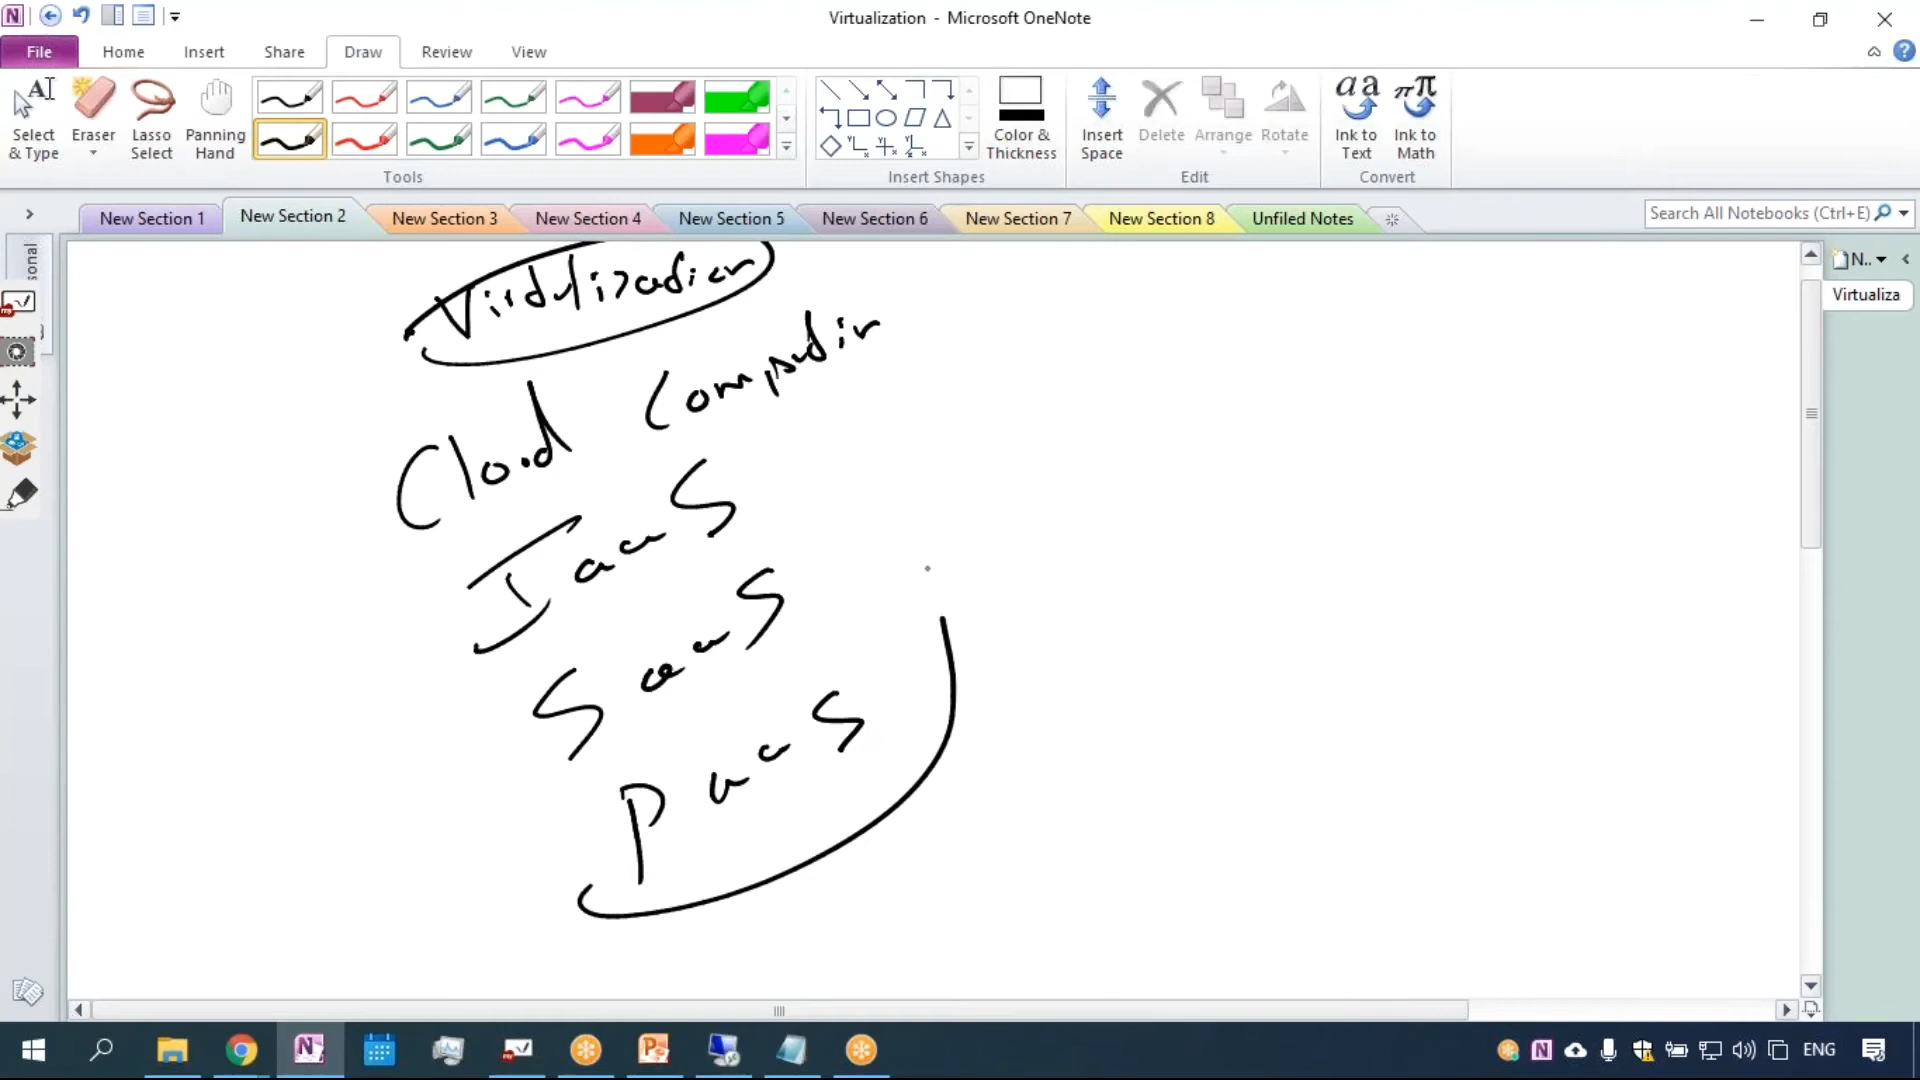 Virtualization - Microsoft OneNote
File Home Insert Share Draw Review View
Select & Type
Eraser
Lasso Select
Panning Hand
Color & Thickness
Insert Space
Delete
Arrange
Rotate
Ink to Text
Ink to Math
Tools
Insert Shapes
Edit
Convert
New Section 1
New Section 2
New Section 3
New Section 4
New Section 5
New Section 6
New Section 7
New Section 8
Unfiled Notes
Search All Notebooks (Ctrl+E)
sonal
N..
Virtualiza
Virtulization
Cloud Computin
IaaS
SaaS
PaaS
ENG